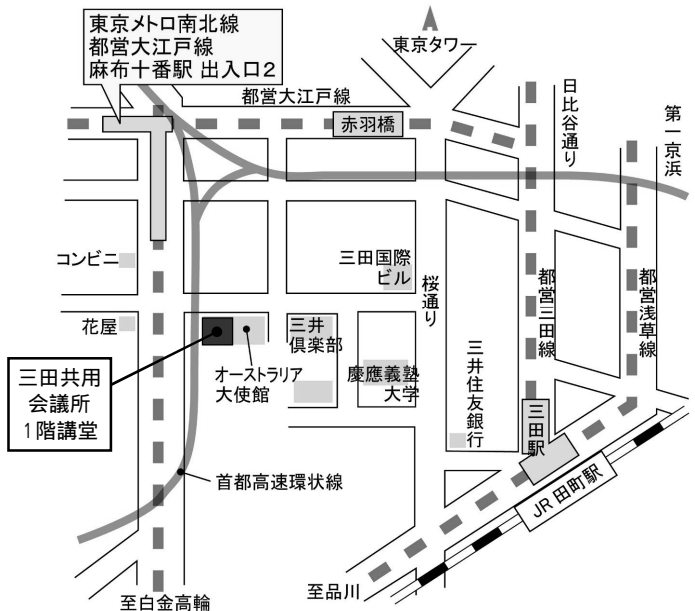 東京メトロ南北線
都営大江戸線
麻布十番駅 出入口2
東京タワー
都営大江戸線
赤羽橋
日比谷通り
第一京浜
コンビニ
三田国際
ビル
桜通り
都営三田線
都営浅草線
花屋
三井
倶楽部
オーストラリア
大使館
慶應義塾
大学
三井住友銀行
三田共用
会議所
1階講堂
三田駅
首都高速環状線
JR 田町駅
至品川
至白金高輪